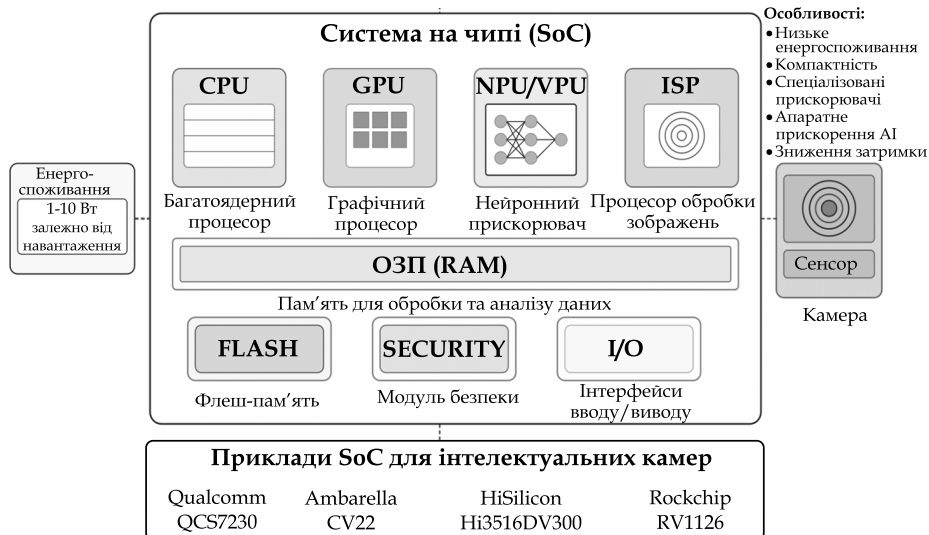 Система на чипі (SoC)
Особливості:
• Низьке
енергоспоживання
• Компактність
• Спеціалізовані
прискорювачі
• Апаратне
прискорення AI
• Зниження затримки
CPU
GPU
NPU/VPU
ISP
Багатоядерний
процесор
Графічний
процесор
Нейронний
прискорювач
Процесор обробки
зображень
Енерго-
споживання
1-10 Вт
залежно від
навантаження
Сенсор
Камера
ОЗП (RAM)
Пам’ять для обробки та аналізу даних
FLASH
SECURITY
I/O
Флеш-пам’ять
Модуль безпеки
Інтерфейси
вводу/виводу
Приклади SoC для інтелектуальних камер
Qualcomm
QCS7230
Ambarella
CV22
HiSilicon
Hi3516DV300
Rockchip
RV1126